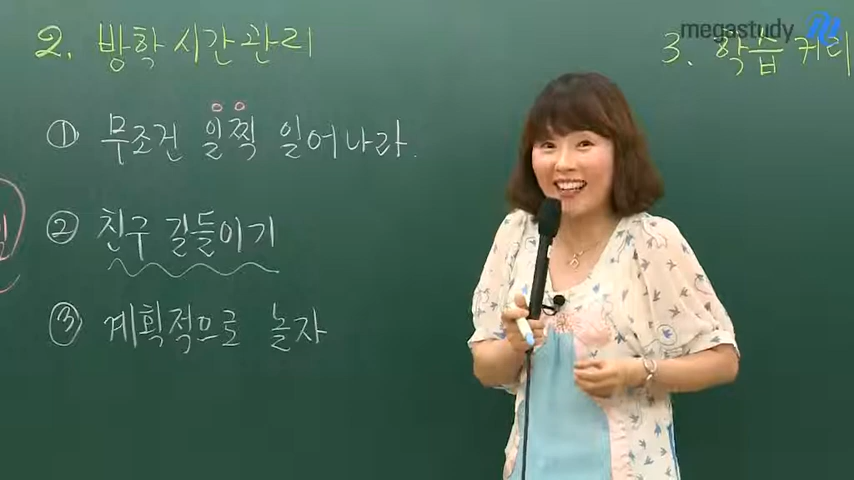 2. 방학시간관리
① 무조건 일찍 일어나라.
② 친구 길들이기
③ 계획적으로 놀자
megastudy
3. 학습 커리